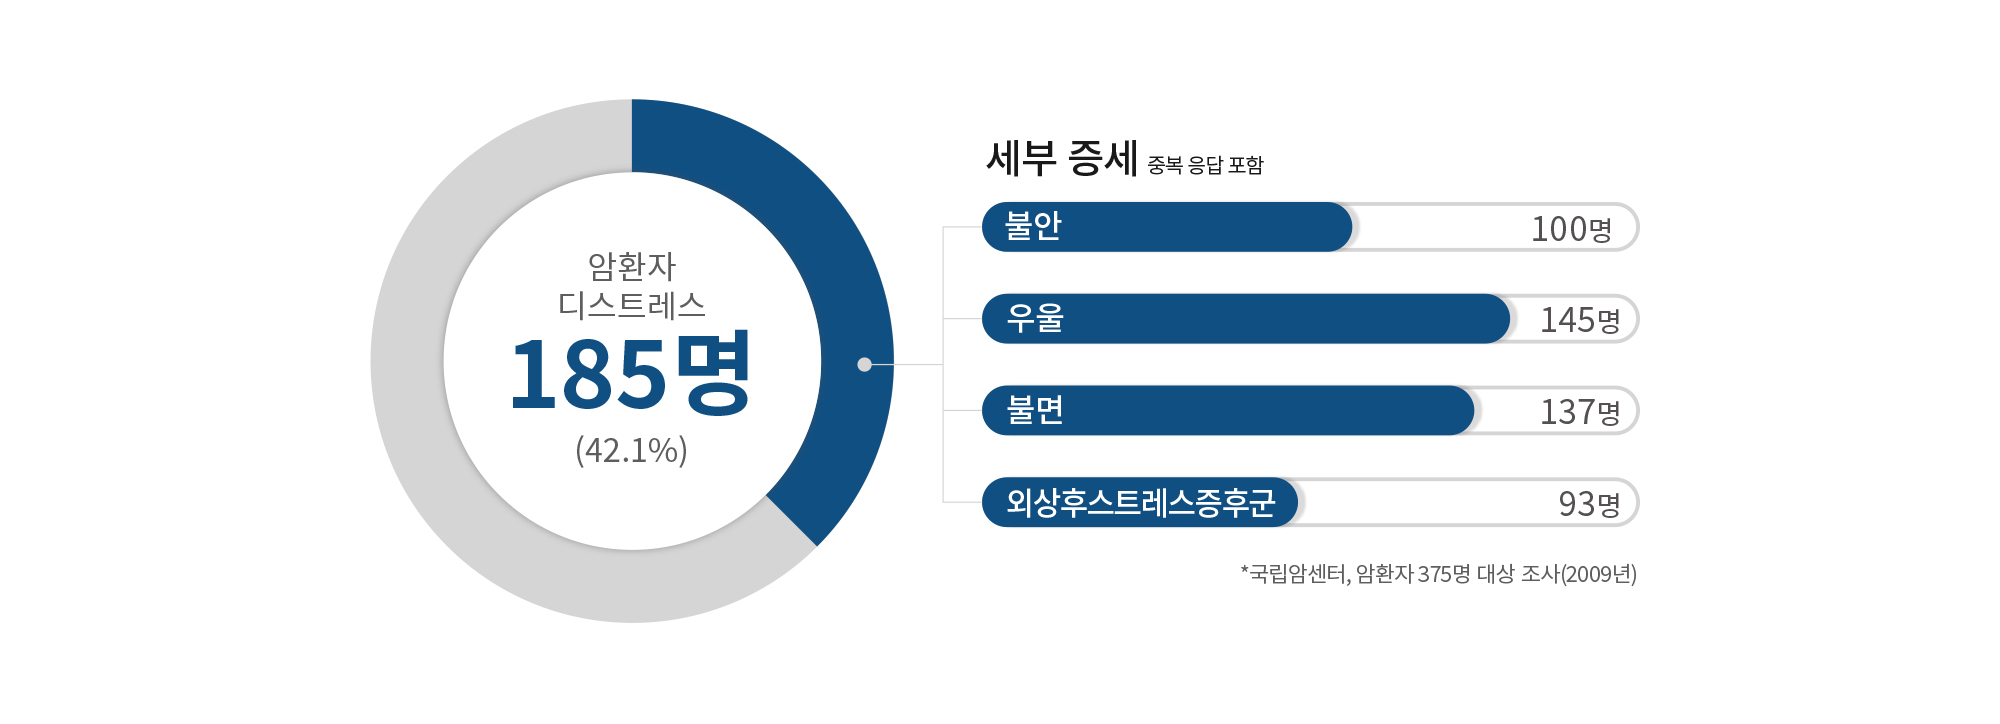 암환자
디스트레스
185명
(42.1%)
세부 증세 중복 응답 포함
불안 100명
우울 145명
불면 137명
외상후스트레스증후군 93명
*국립암센터, 암환자 375명 대상 조사(2009년)